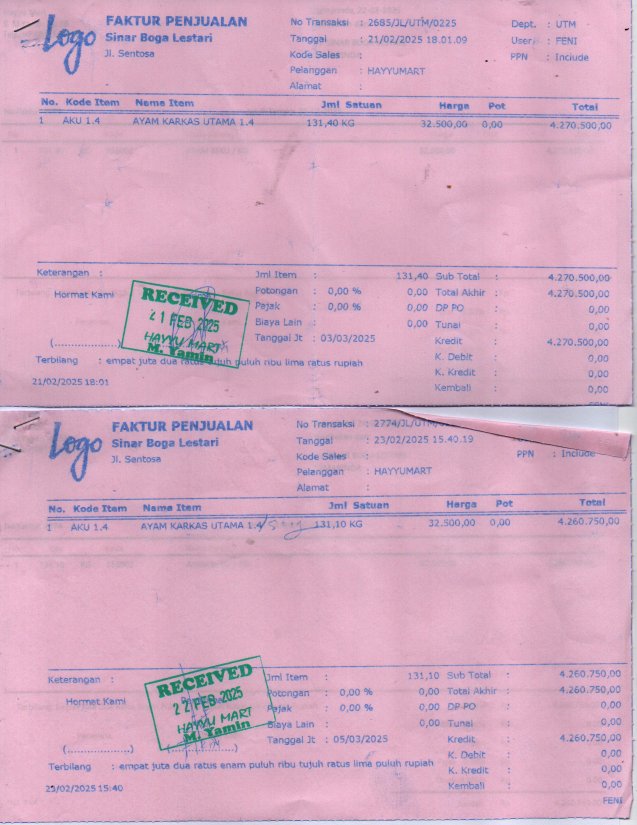 Logo
FAKTUR PENJUALAN
Sinar Boga Lestari
Jl. Sentosa
No Transaksi : 2685/JL/UTM/0225
Tanggal : 21/02/2025 18.01.09
Kode Sales :
Pelanggan : HAYYUMART
Alamat :
Dept. : UTM
User : FENI
PPN : Include
No. Kode Item Nama Item Jml Satuan Harga Pot Total
1 AKU 1.4 AYAM KARKAS UTAMA 1.4 131,40 KG 32.500,00 0,00 4.270.500,00
Keterangan :
Hormat Kami
(....................)
RECEIVED
21 FEB 2025
HAYYU MART
M. Yamin
Jml Item : 131,40
Potongan : 0,00 % 0,00
Pajak : 0,00 % 0,00
Biaya Lain : 0,00
Tanggal Jt : 03/03/2025
Sub Total : 4.270.500,00
Total Akhir : 4.270.500,00
DP PO : 0,00
Tunai : 0,00
Kredit : 4.270.500,00
K. Debit : 0,00
K. Kredit : 0,00
Kembali : 0,00
Terbilang : empat juta dua ratus tujuh puluh ribu lima ratus rupiah
21/02/2025 18:01
FENI
Logo
FAKTUR PENJUALAN
Sinar Boga Lestari
Jl. Sentosa
No Transaksi : 2774/JL/UTM/
Tanggal : 23/02/2025 15.40.19
Kode Sales :
Pelanggan : HAYYUMART
Alamat :
PPN : Include
No. Kode Item Nama Item Jml Satuan Harga Pot Total
1 AKU 1.4 AYAM KARKAS UTAMA 1.4 131,10 KG 32.500,00 0,00 4.260.750,00
Keterangan :
Hormat Kami
(....................)
RECEIVED
22 FEB 2025
HAYYU MART
M. Yamin
(....................)
Jml Item : 131,10
Potongan : 0,00 % 0,00
Pajak : 0,00 % 0,00
Biaya Lain : 0,00
Tanggal Jt : 05/03/2025
Sub Total : 4.260.750,00
Total Akhir : 4.260.750,00
DP PO : 0,00
Tunai : 0,00
Kredit : 4.260.750,00
K. Debit : 0,00
K. Kredit : 0,00
Kembali : 0,00
Terbilang : empat juta dua ratus enam puluh ribu tujuh ratus lima puluh rupiah
23/02/2025 15:40
FENI